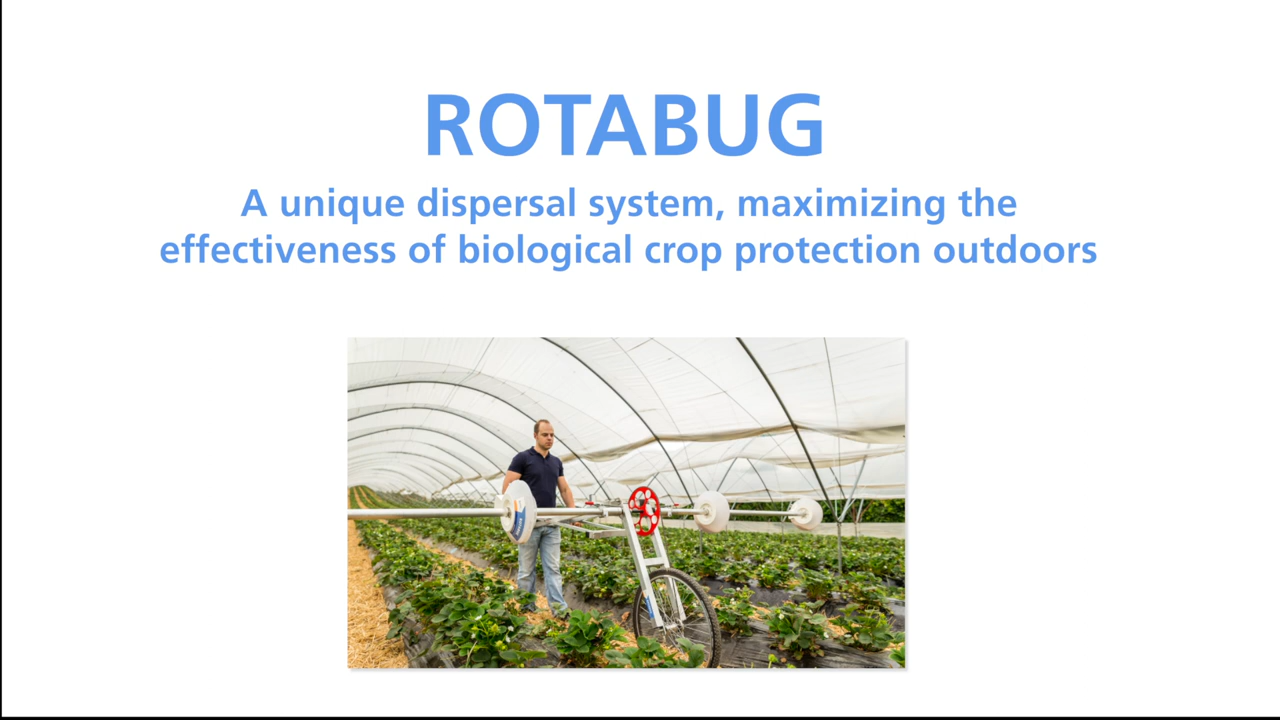 ROTABUG
A unique dispersal system, maximizing the
effectiveness of biological crop protection outdoors